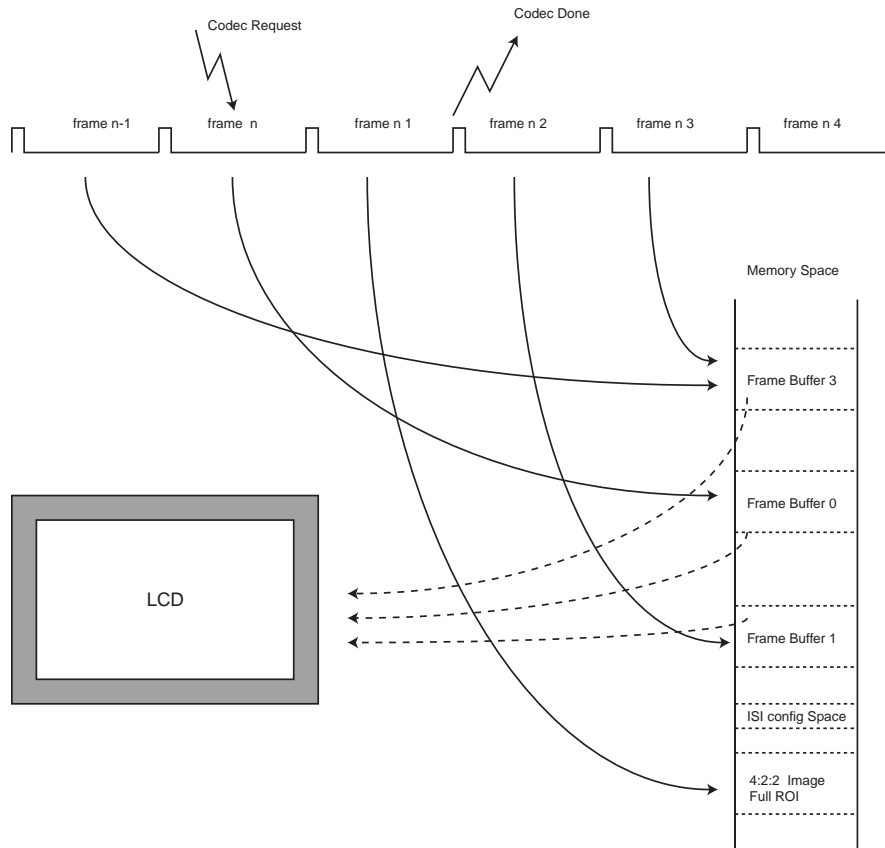 Codec Request
Codec Done
frame n-1
frame n
frame n 1
frame n 2
frame n 3
frame n 4
Memory Space
Frame Buffer 3
Frame Buffer 0
LCD
Frame Buffer 1
ISI config Space
4:2:2 Image
Full ROI